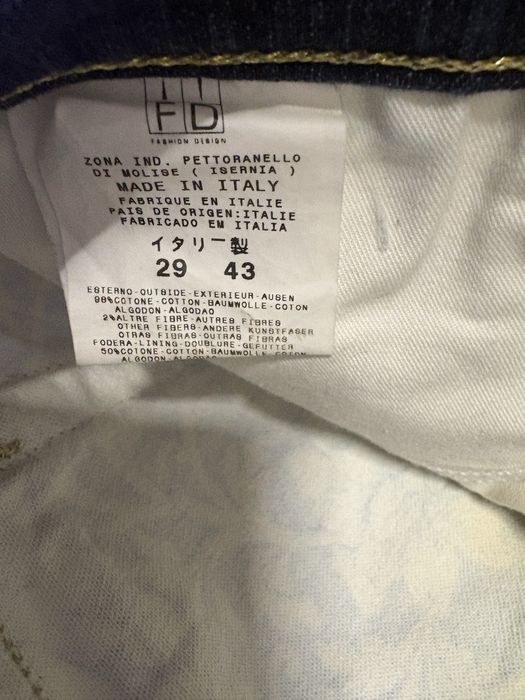 FD
FASHION DESIGN
ZONA IND. PETTORANELLO
DI MOLISE ( ISERNIA )
MADE IN ITALY
FABRIQUE EN ITALIE
PAIS DE ORIGEN:ITALIE
FABRICADO EM ITALIA
イタリー製
29 43
ESTERNO-OUTSIDE-EXTERIEUR-AUSEN
98%COTONE-COTTON-BAUMWOLLE-COTON
ALGODON-ALGODAO
2%ALTRE FIBRE-AUTRES FIBRES
OTHER FIBERS-ANDERE KUNSTFASER
OTRAS FIBRAS-OUTRAS FIBRAS
FODERA-LINING-DOUBLURE-GEFUTTER
50%COTONE-COTTON-BAUMWOLLE-COTON
ALGODON-ALGODAO